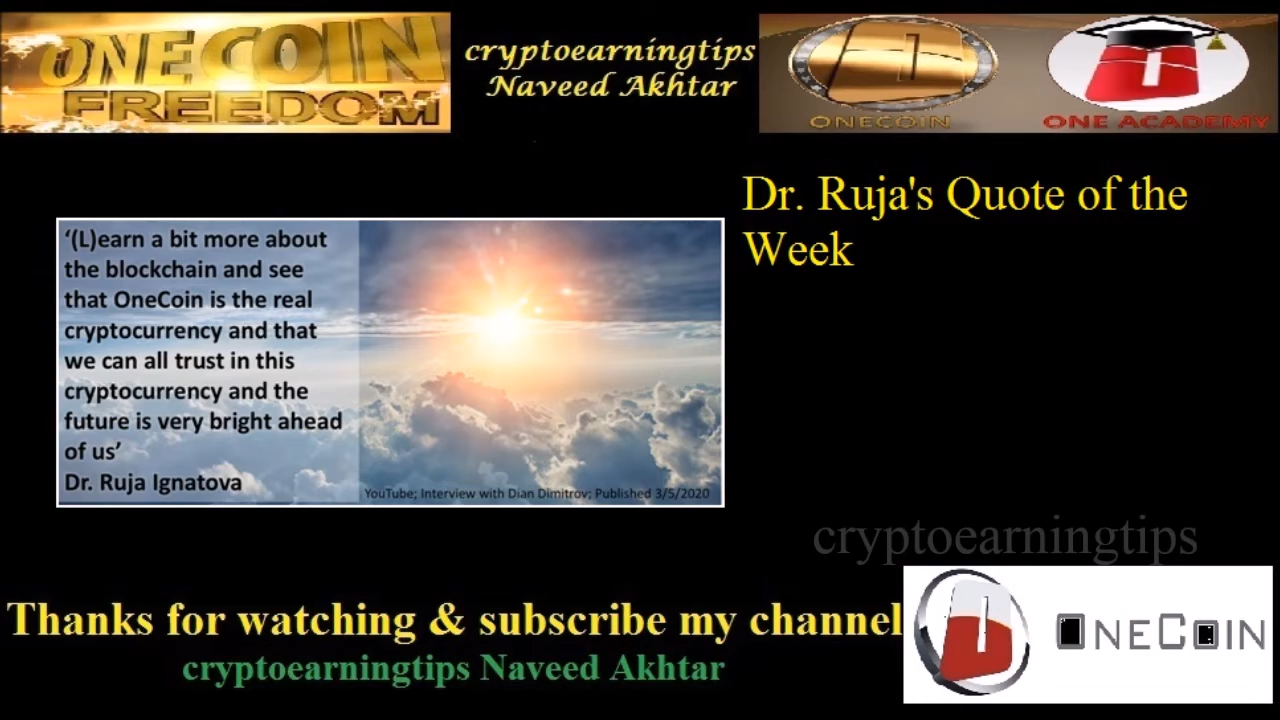 ONE COIN
FREEDOM
cryptoearningtips
Naveed Akhtar
ONECOIN
ONE ACADEMY
Dr. Ruja's Quote of the
Week
‘(L)earn a bit more about
the blockchain and see
that OneCoin is the real
cryptocurrency and that
we can all trust in this
cryptocurrency and the
future is very bright ahead
of us’
Dr. Ruja Ignatova
YouTube; Interview with Dian Dimitrov; Published 3/5/2020
cryptoearningtips
Thanks for watching & subscribe my channel
cryptoearningtips Naveed Akhtar
ONECOIN